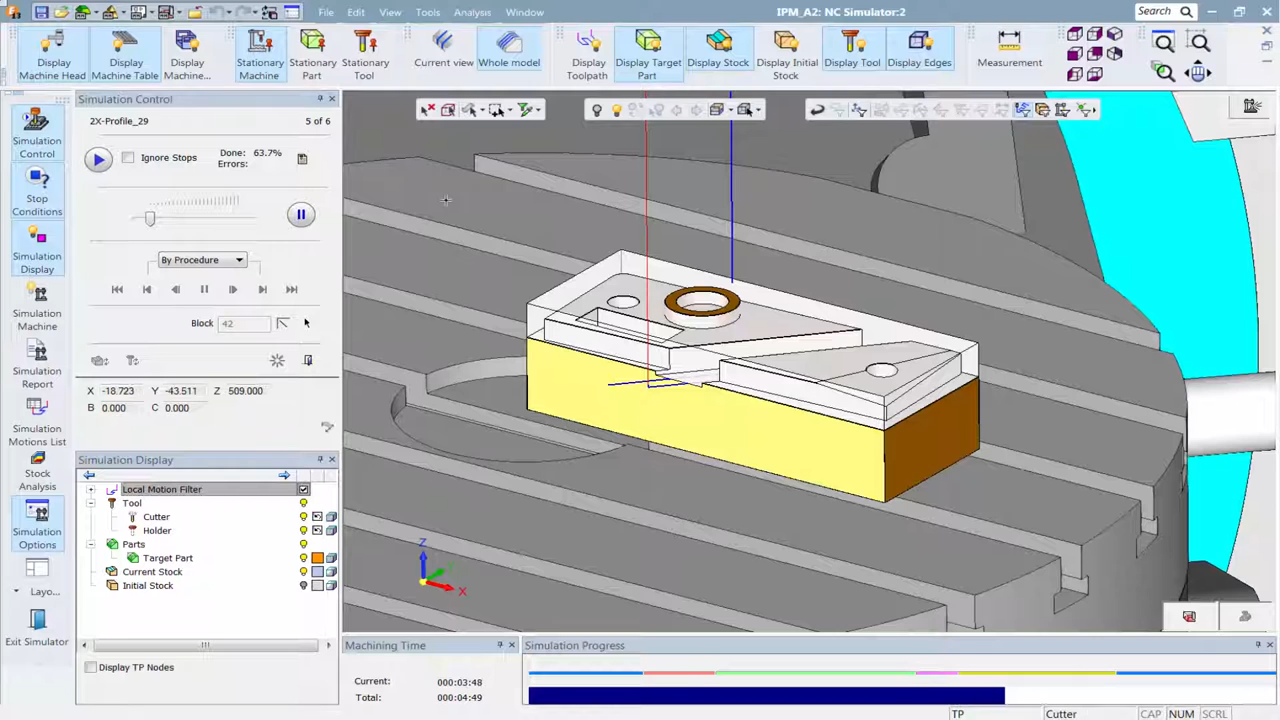 File Edit View Tools Analysis Window
IPM_A2: NC Simulator:2
Search
Display Machine Head
Display Machine Table
Display Machine...
Stationary Machine
Stationary Part
Stationary Tool
Current view
Whole model
Display Toolpath
Display Target Part
Display Stock
Display Initial Stock
Display Tool
Display Edges
Measurement
Simulation Control
Stop Conditions
Simulation Display
Simulation Machine
Simulation Report
Simulation Motions List
Stock Analysis
Simulation Options
Layo...
Exit Simulator
Simulation Control
2X-Profile_29 5 of 6
Ignore Stops Done: 63.7%
Errors:
By Procedure
Block 42
X -18.723 Y -43.511 Z 509.000
B 0.000 C 0.000
Simulation Display
Local Motion Filter
Tool
Cutter
Holder
Parts
Target Part
Current Stock
Initial Stock
Display TP Nodes
Z
X
Machining Time
Current: 000:03:48
Total: 000:04:49
Simulation Progress
TP Cutter CAP NUM SCRL